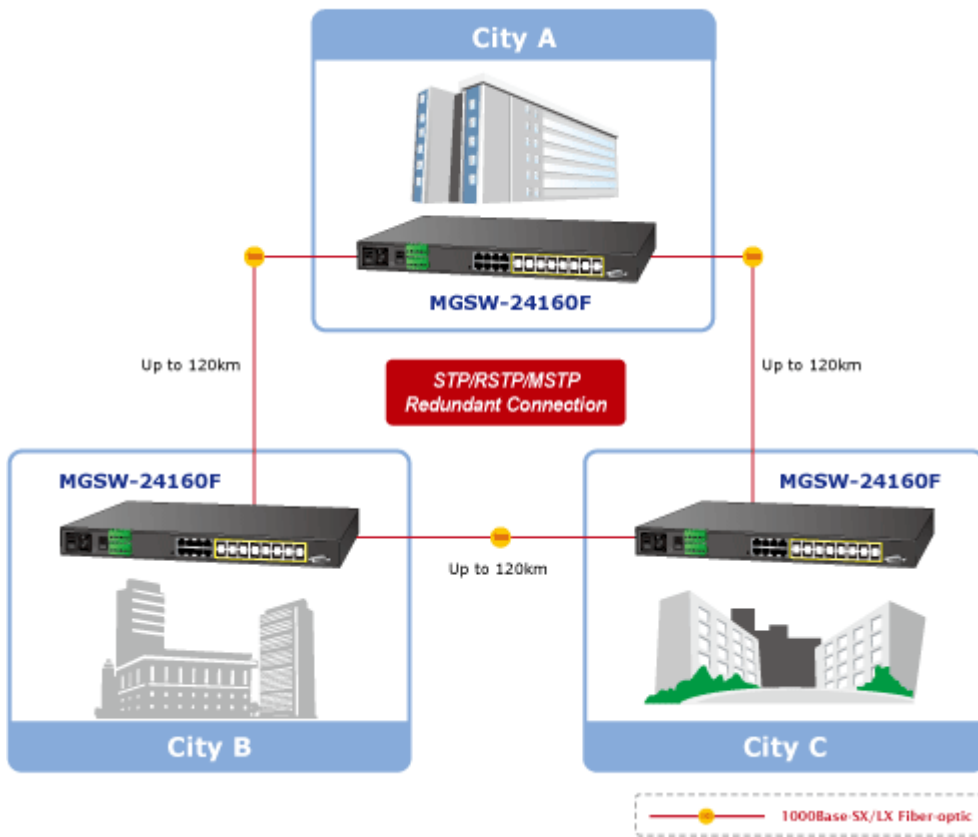 City A
MGSW-24160F
Up to 120km
Up to 120km
STP/RSTP/MSTP
Redundant Connection
MGSW-24160F
MGSW-24160F
Up to 120km
City B
City C
1000Base-SX/LX Fiber-optic